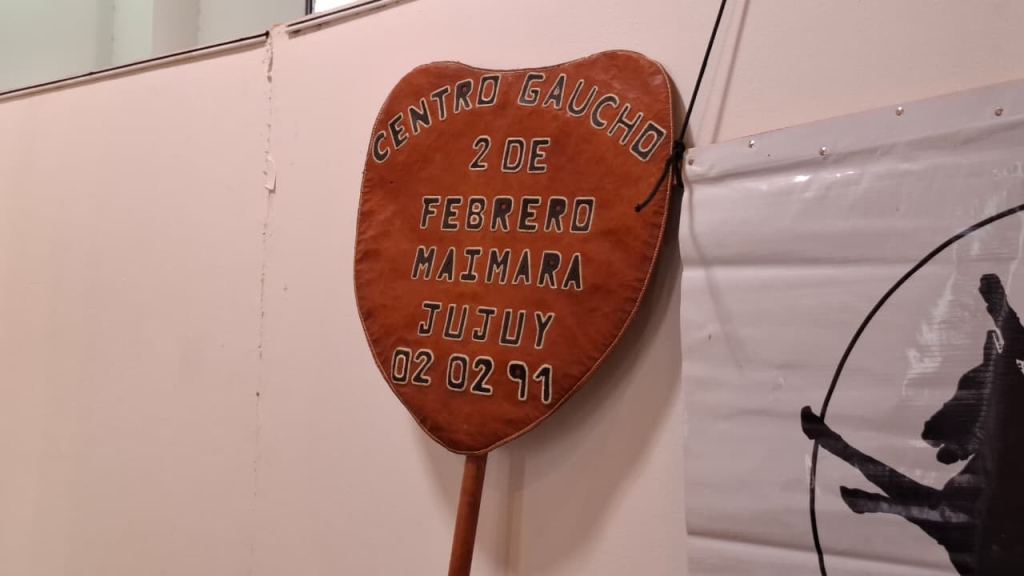 CENTRO GAUCHO
2 DE
FEBRERO
MAIMARA
JUJUY
02 02 91